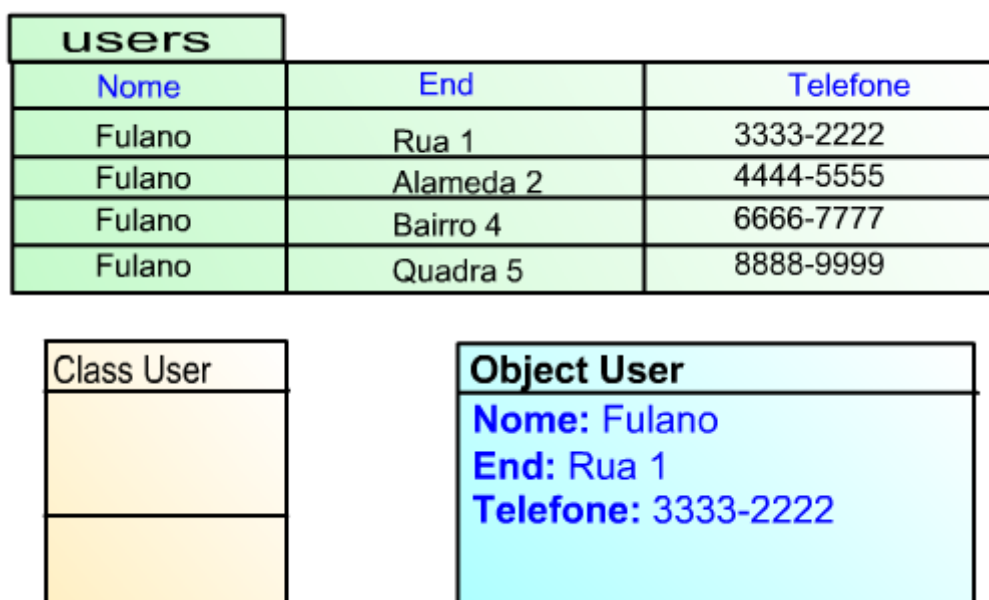 users
Nome End Telefone
Fulano Rua 1 3333-2222
Fulano Alameda 2 4444-5555
Fulano Bairro 4 6666-7777
Fulano Quadra 5 8888-9999
Class User
Object User
Nome: Fulano
End: Rua 1
Telefone: 3333-2222